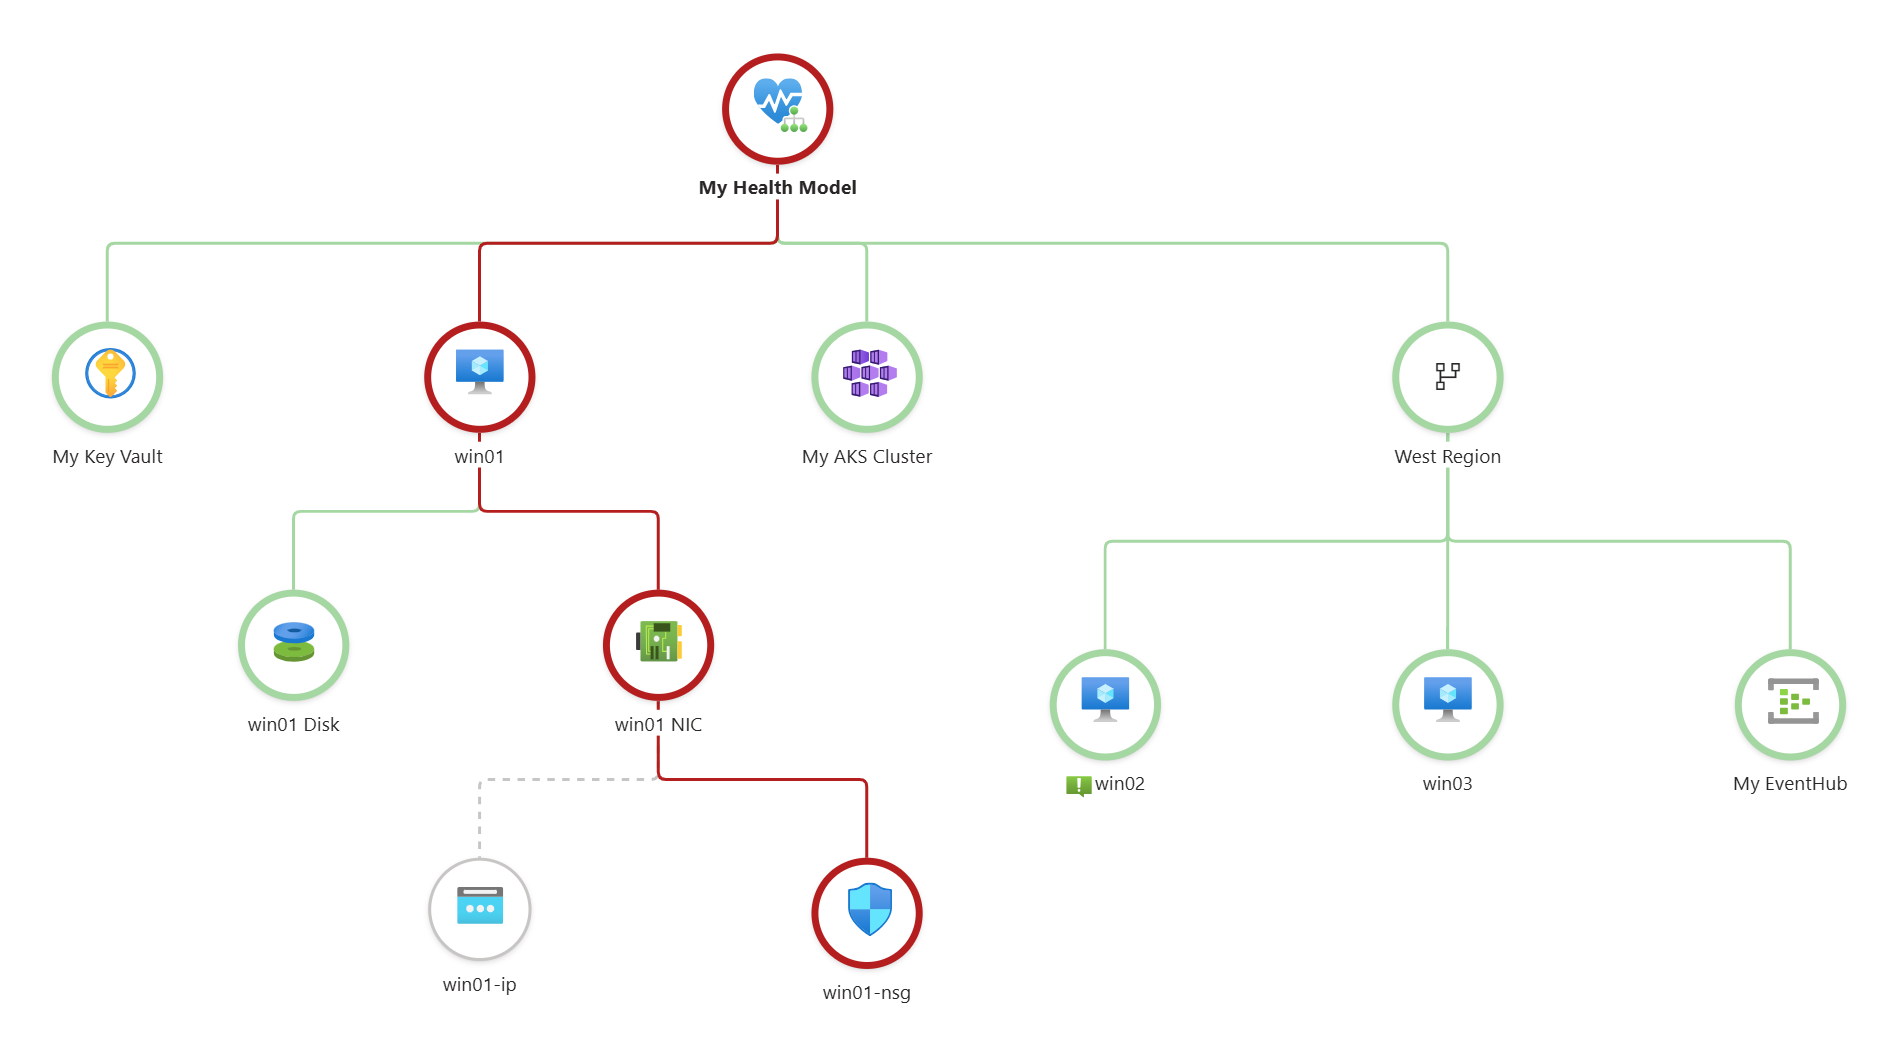 My Health Model
My Key Vault
win01
My AKS Cluster
West Region
win01 Disk
win01 NIC
win02
win03
My EventHub
win01-ip
win01-nsg